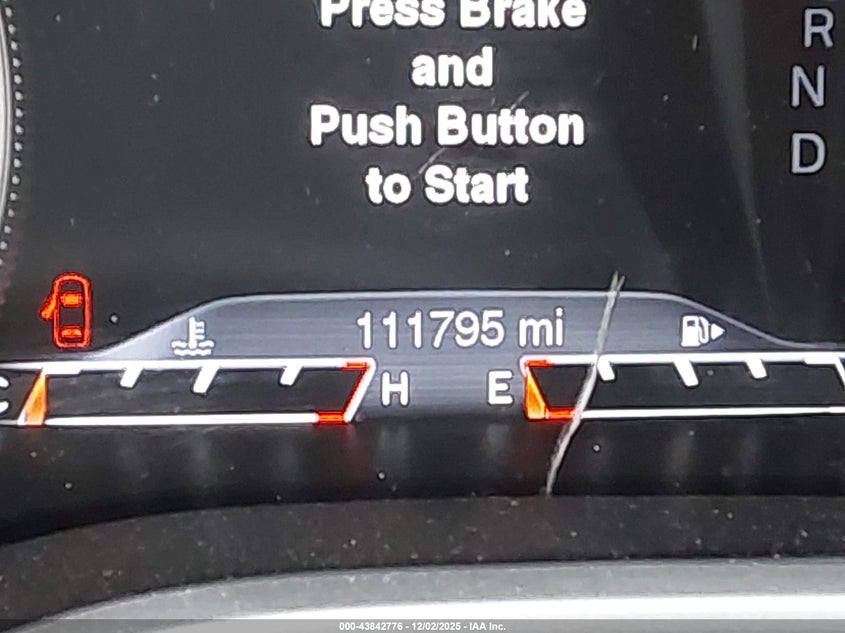 Press Brake
and
Push Button
to Start
R
N
D
111795 mi
C
H
E
000-43842776 - 12/02/2025 - IAA Inc.